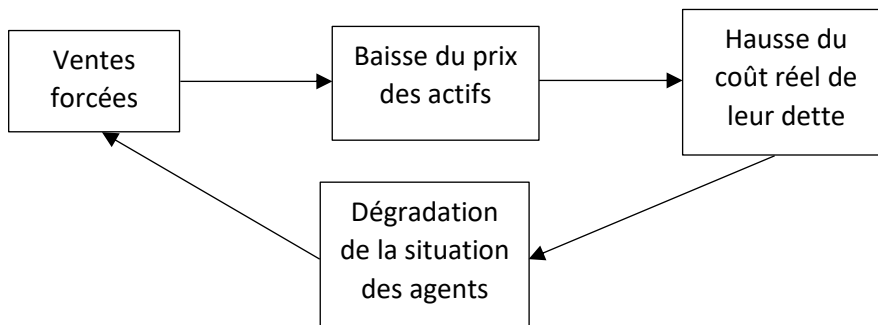 Ventes
forcées
Baisse du prix
des actifs
Hausse du
coût réel de
leur dette
Dégradation
de la situation
des agents